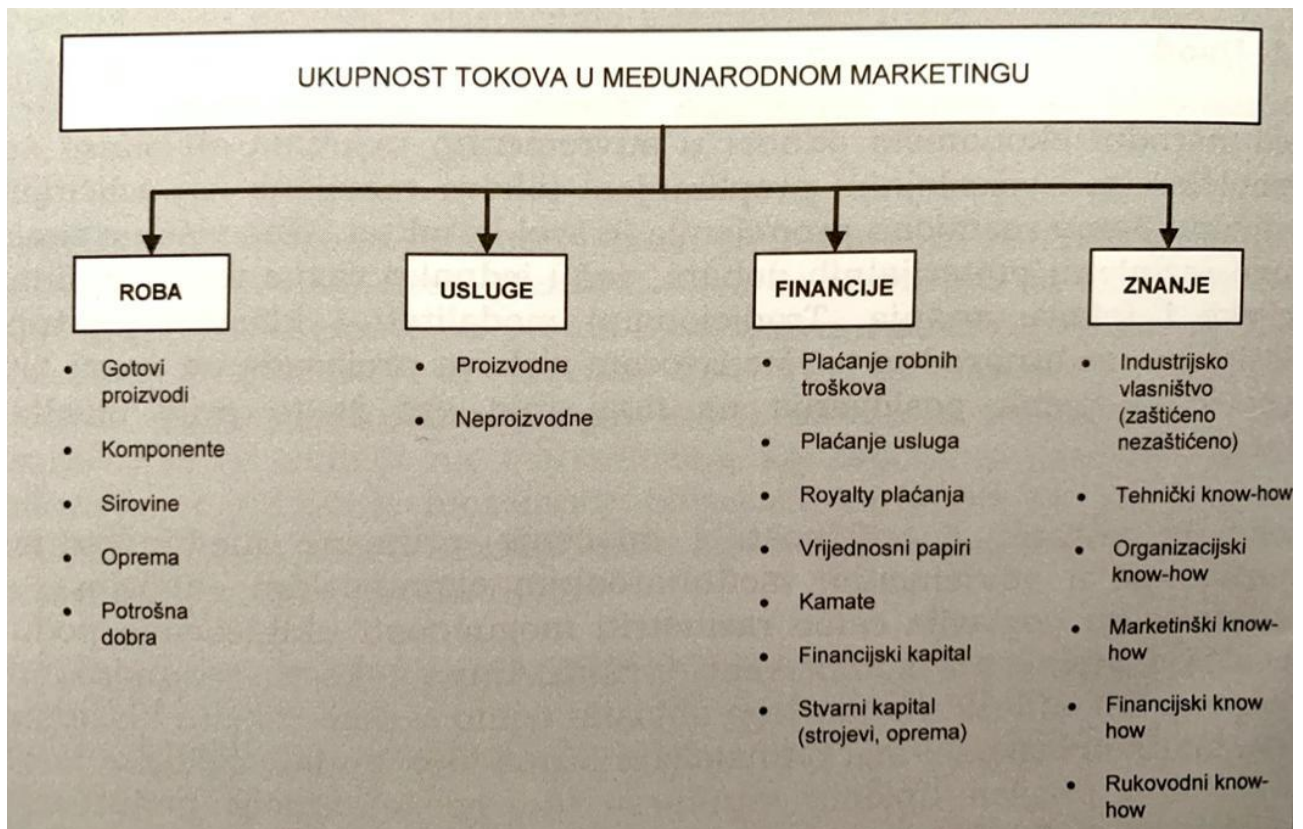 UKUPNOST TOKOVA U MEĐUNARODNOM MARKETINGU
ROBA
• Gotovi
proizvodi
• Komponente
• Sirovine
• Oprema
• Potrošna
dobra
USLUGE
• Proizvodne
• Neproizvodne
FINANCIJE
• Plaćanje robnih
troškova
• Plaćanje usluga
• Royalty plaćanja
• Vrijednosni papiri
• Kamate
• Financijski kapital
• Stvarni kapital
(strojevi, oprema)
ZNANJE
• Industrijsko
vlasništvo
(zaštićeno
nezaštićeno)
• Tehnički know-how
• Organizacijski
know-how
• Marketinški know-
how
• Financijski know
how
• Rukovodni know-
how